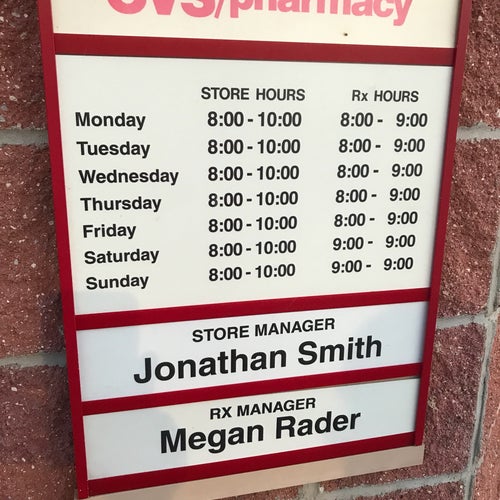 CVS/pharmacy
STORE HOURS Rx HOURS
Monday 8:00 - 10:00 8:00 - 9:00
Tuesday 8:00 - 10:00 8:00 - 9:00
Wednesday 8:00 - 10:00 8:00 - 9:00
Thursday 8:00 - 10:00 8:00 - 9:00
Friday 8:00 - 10:00 8:00 - 9:00
Saturday 8:00 - 10:00 9:00 - 9:00
Sunday 8:00 - 10:00 9:00 - 9:00
STORE MANAGER
Jonathan Smith
RX MANAGER
Megan Rader